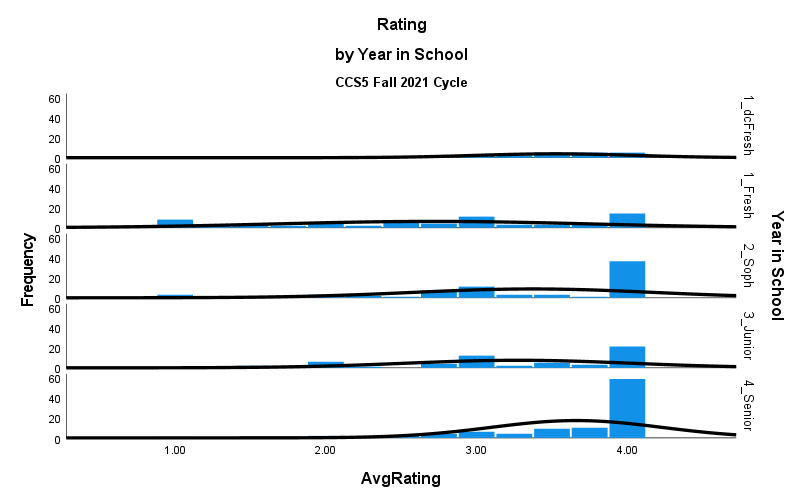 Rating
by Year in School
CCS5 Fall 2021 Cycle
60
40
20
0
1_dcFresh
60
40
20
0
1_Fresh
60
40
20
0
2_Soph
60
40
20
0
3_Junior
60
40
20
0
4_Senior
Frequency
Year in School
1.00 2.00 3.00 4.00
AvgRating